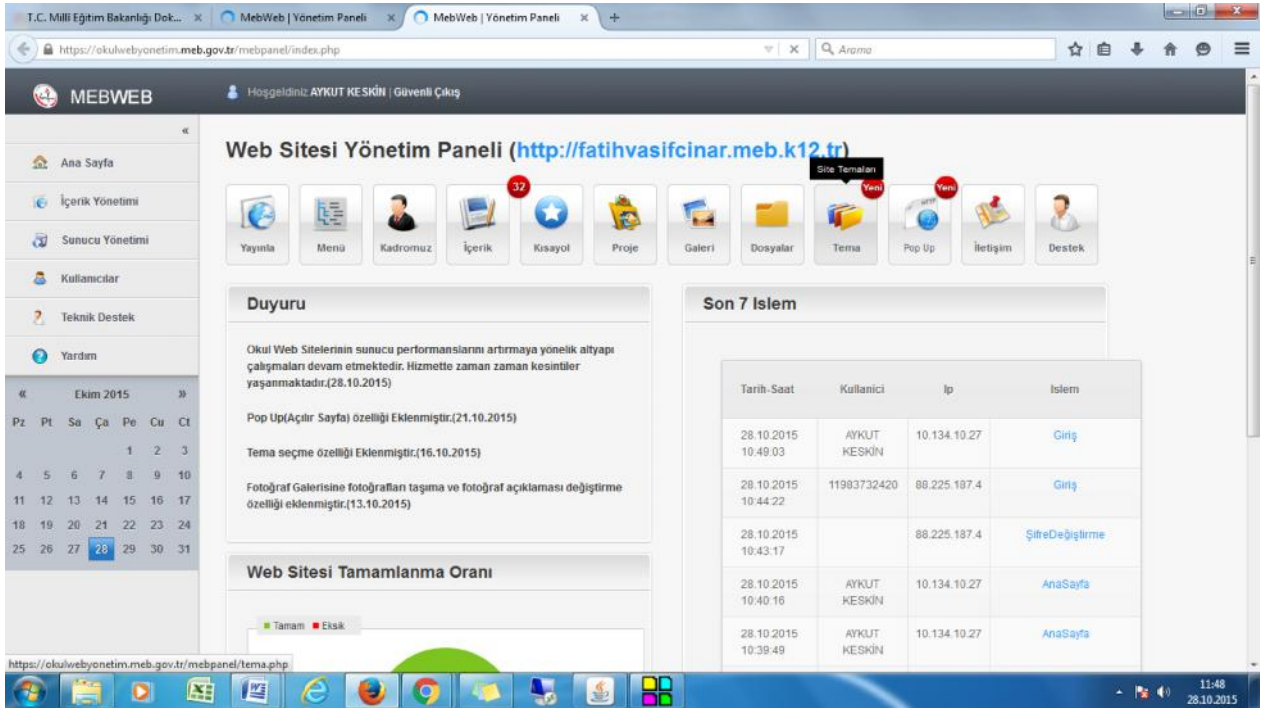 T.C. Millî Eğitim Bakanlığı Dok...
MebWeb | Yönetim Paneli
MebWeb | Yönetim Paneli
https://okulwebyonetim.meb.gov.tr/mebpanel/index.php
Arama
MEBWEB
Hoşgeldiniz AYKUT KESKİN | Güvenli Çıkış
«
Ana Sayfa
İçerik Yönetimi
Sunucu Yönetimi
Kullanıcılar
Teknik Destek
Yardım
« Ekim 2015 »
Pz Pt Sa Ça Pe Cu Ct
1 2 3
4 5 6 7 8 9 10
11 12 13 14 15 16 17
18 19 20 21 22 23 24
25 26 27 28 29 30 31
Web Sitesi Yönetim Paneli (http://fatihvasifcinar.meb.k12.tr)
Site Temaları
32
Yeni
Yeni
Yayınla Menü Kadromuz İçerik Kısayol Proje Galeri Dosyalar Tema Pop Up İletişim Destek
Duyuru
Okul Web Sitelerinin sunucu performanslarını artırmaya yönelik altyapı
çalışmaları devam etmektedir. Hizmette zaman zaman kesintiler
yaşanmaktadır.(28.10.2015)
Pop Up(Açılır Sayfa) özelliği Eklenmiştir.(21.10.2015)
Tema seçme özelliği Eklenmiştir.(16.10.2015)
Fotoğraf Galerisine fotoğrafları taşıma ve fotoğraf açıklaması değiştirme
özelliği eklenmiştir.(13.10.2015)
Web Sitesi Tamamlanma Oranı
Tamam Eksik
Son 7 Islem
Tarih-Saat Kullanici Ip Islem
28.10.2015 AYKUT 10.134.10.27 Giriş
10:49:03 KESKİN
28.10.2015 11983732420 88.225.187.4 Giriş
10:44:22
28.10.2015 88.225.187.4 ŞifreDeğiştirme
10:43:17
28.10.2015 AYKUT 10.134.10.27 AnaSayfa
10:40:16 KESKİN
28.10.2015 AYKUT 10.134.10.27 AnaSayfa
10:39:49 KESKİN
https://okulwebyonetim.meb.gov.tr/mebpanel/tema.php
11:48
28.10.2015